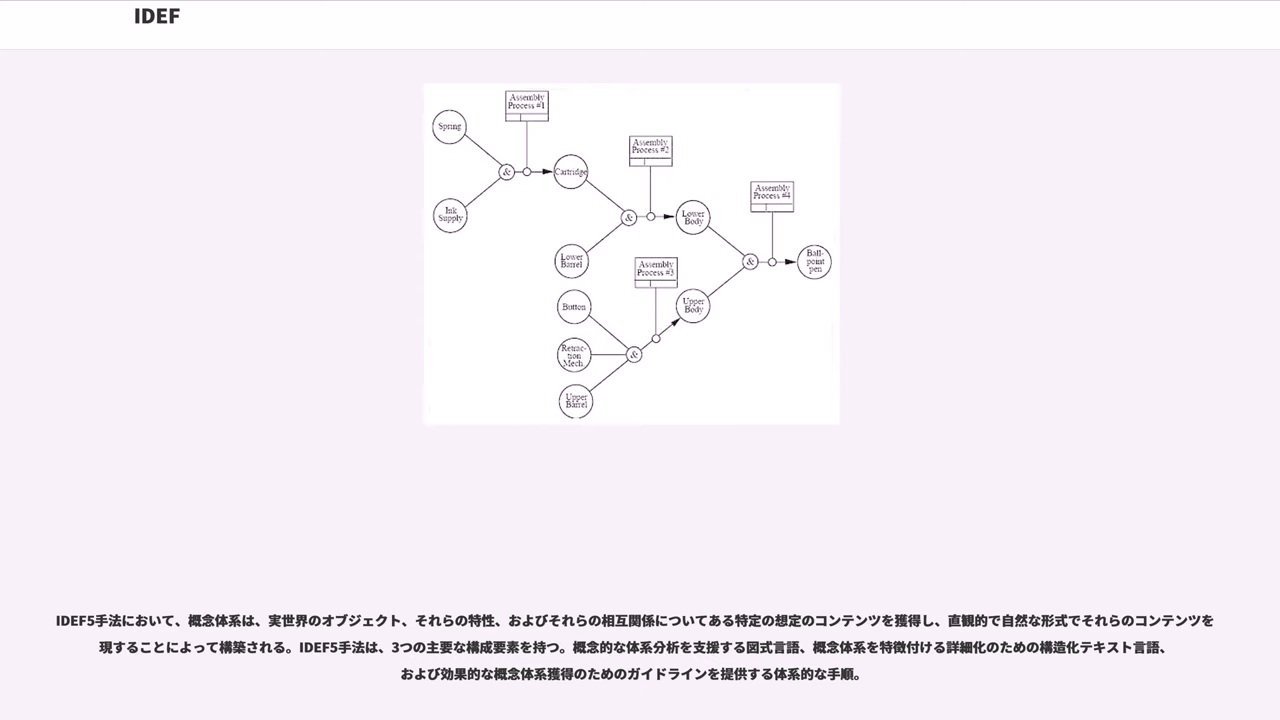 IDEF
Assembly
Process #1
Spring
Assembly
Process #2
&
Cartridge
Assembly
Process #4
Ink
Supply
&
Lower
Body
Lower
Barrel
Assembly
Process #3
&
Ball-
point
pen
Button
Upper
Body
Retrac-
tion
Mech.
&
Upper
Barrel
IDEF5手法において、概念体系は、実世界のオブジェクト、それらの特性、およびそれらの相互関係についてある特定の想定のコンテンツを獲得し、直観的で自然な形式でそれらのコンテンツを
現することによって構築される。IDEF5手法は、3つの主要な構成要素を持つ。概念的な体系分析を支援する図式言語、概念体系を特徴付ける詳細化のための構造化テキスト言語、
および効果的な概念体系獲得のためのガイドラインを提供する体系的な手順。